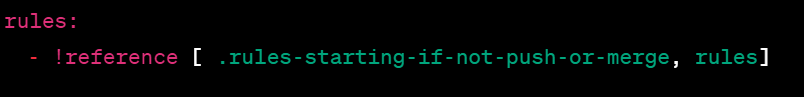 rules:
- !reference [ .rules-starting-if-not-push-or-merge, rules]